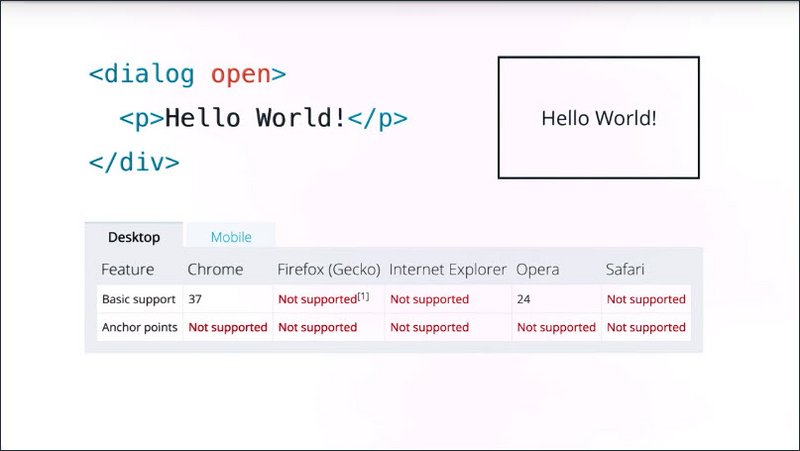 <dialog open>
<p>Hello World!</p>
</div>
Hello World!
Desktop Mobile
Feature Chrome Firefox (Gecko) Internet Explorer Opera Safari
Basic support 37 Not supported[1] Not supported 24 Not supported
Anchor points Not supported Not supported Not supported Not supported Not supported